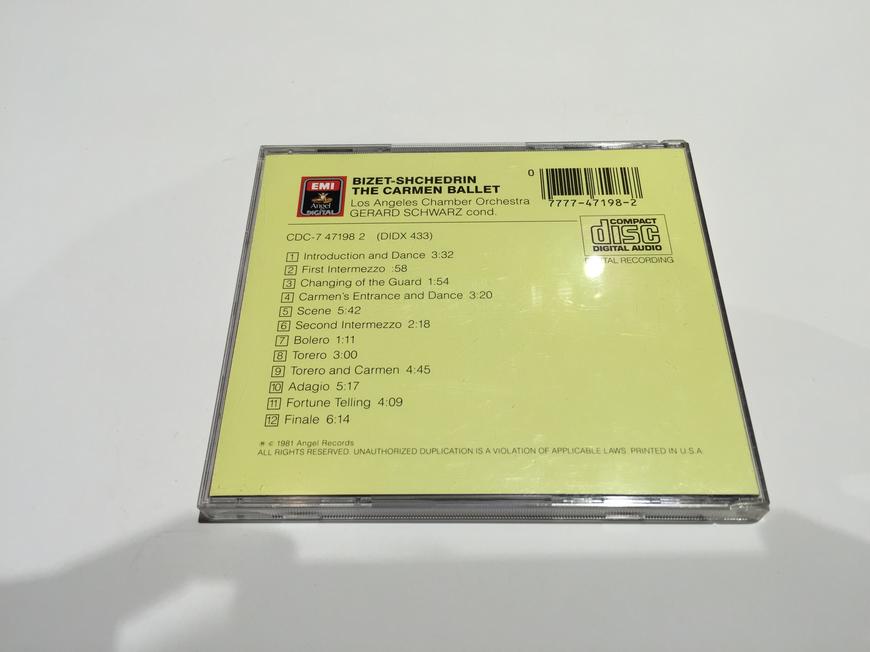 EMI
Angel
DIGITAL
BIZET-SHCHEDRIN
THE CARMEN BALLET
Los Angeles Chamber Orchestra
GERARD SCHWARZ cond.
0
7777-47198-2
COMPACT
disc
DIGITAL AUDIO
DIGITAL RECORDING
CDC-7 47198 2 (DIDX 433)
1 Introduction and Dance 3:32
2 First Intermezzo :58
3 Changing of the Guard 1:54
4 Carmen's Entrance and Dance 3:20
5 Scene 5:42
6 Second Intermezzo 2:18
7 Bolero 1:11
8 Torero 3:00
9 Torero and Carmen 4:45
10 Adagio 5:17
11 Fortune Telling 4:09
12 Finale 6:14
℗ © 1981 Angel Records
ALL RIGHTS RESERVED. UNAUTHORIZED DUPLICATION IS A VIOLATION OF APPLICABLE LAWS. PRINTED IN U.S.A.